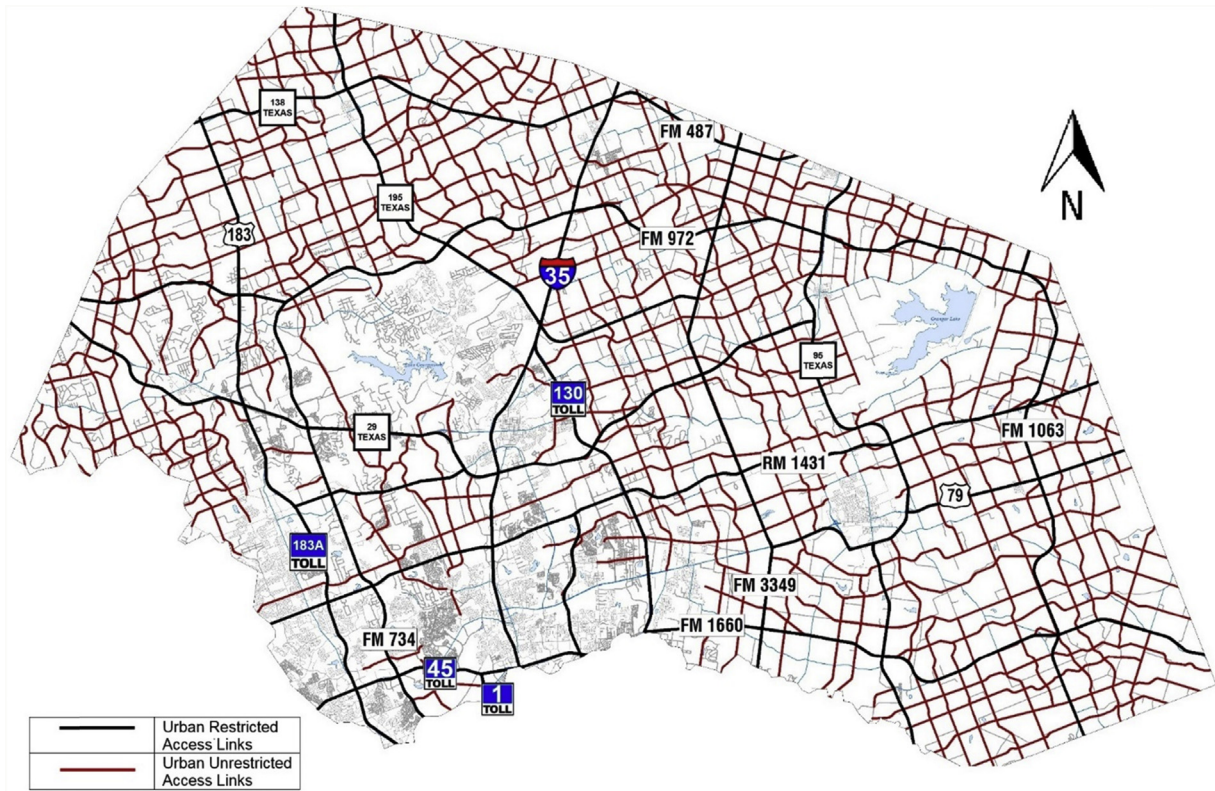 138
TEXAS
FM 487
195
TEXAS
183
FM 972
N
35
Granger Lake
95
TEXAS
130
TOLL
29
TEXAS
FM 1063
RM 1431
79
183A
TOLL
FM 3349
FM 1660
FM 734
45
TOLL
1
TOLL
Urban Restricted
Access Links
Urban Unrestricted
Access Links